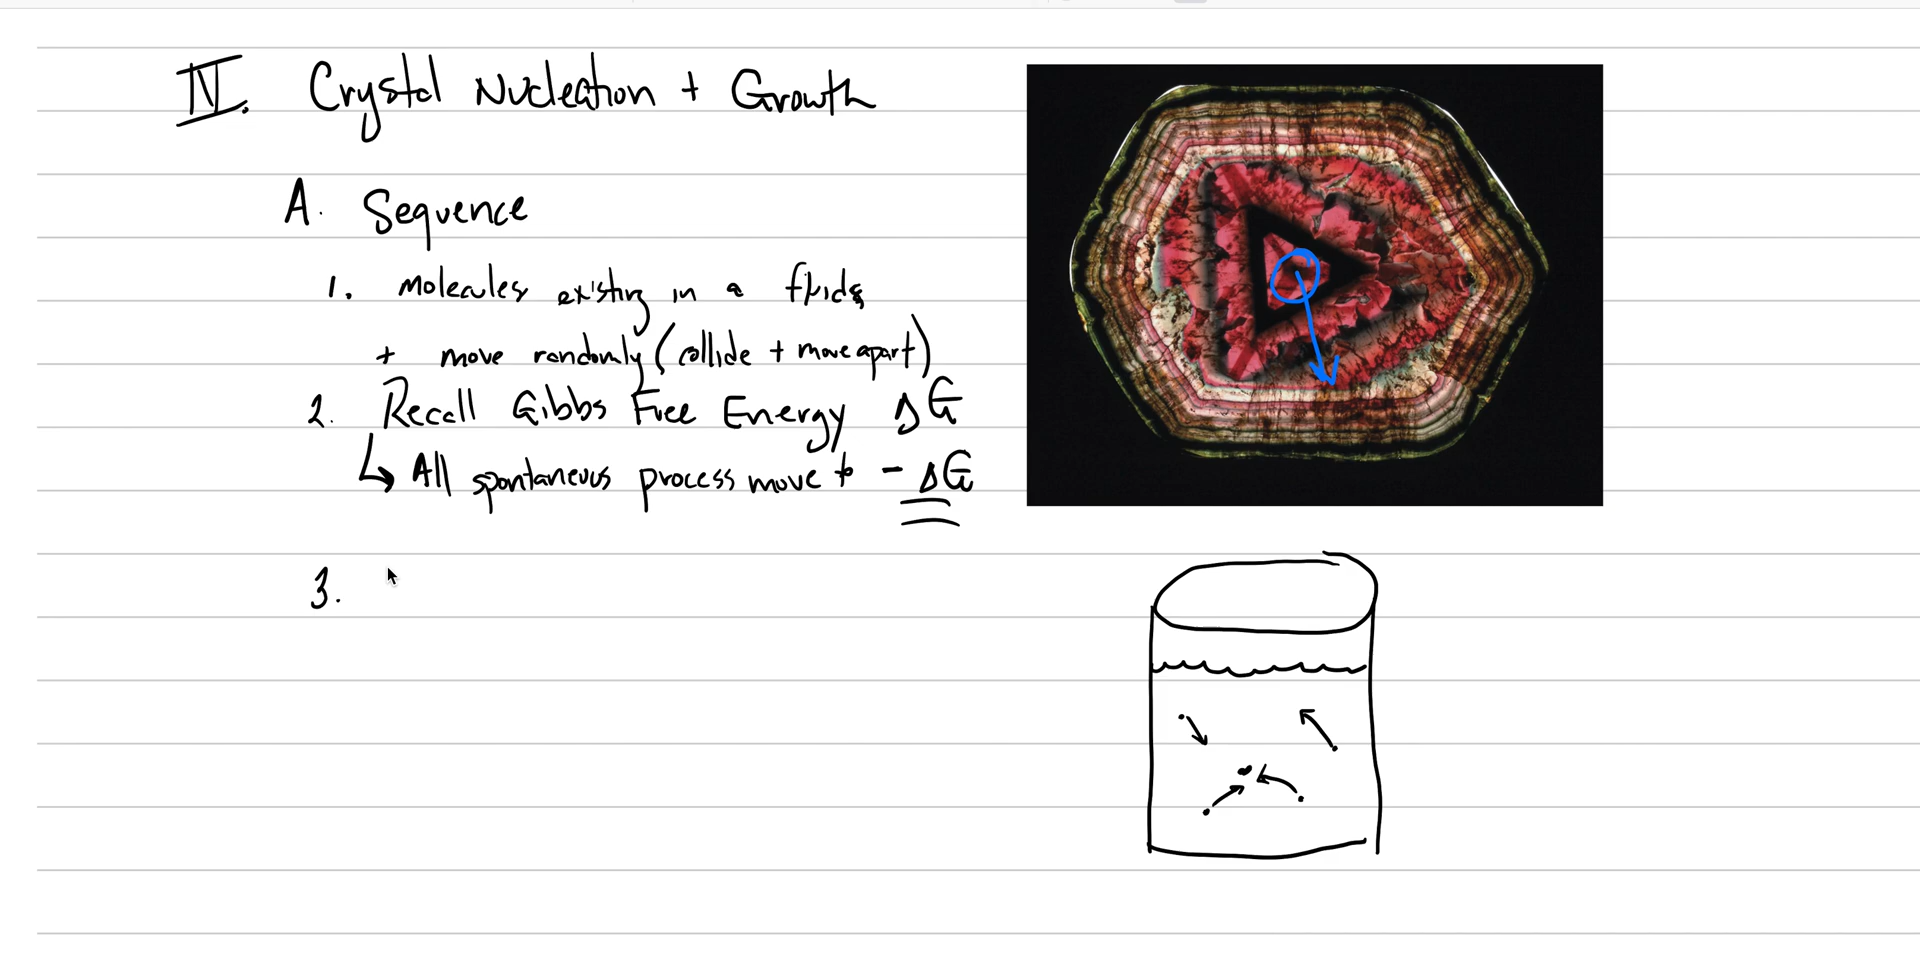 IV. Crystal Nucleation + Growth
A. Sequence
1. Molecules existing in a fluids
+ move randomly (collide + move apart)
2. Recall Gibbs Free Energy ΔG
↳ All spontaneous process move to - ΔG
3.